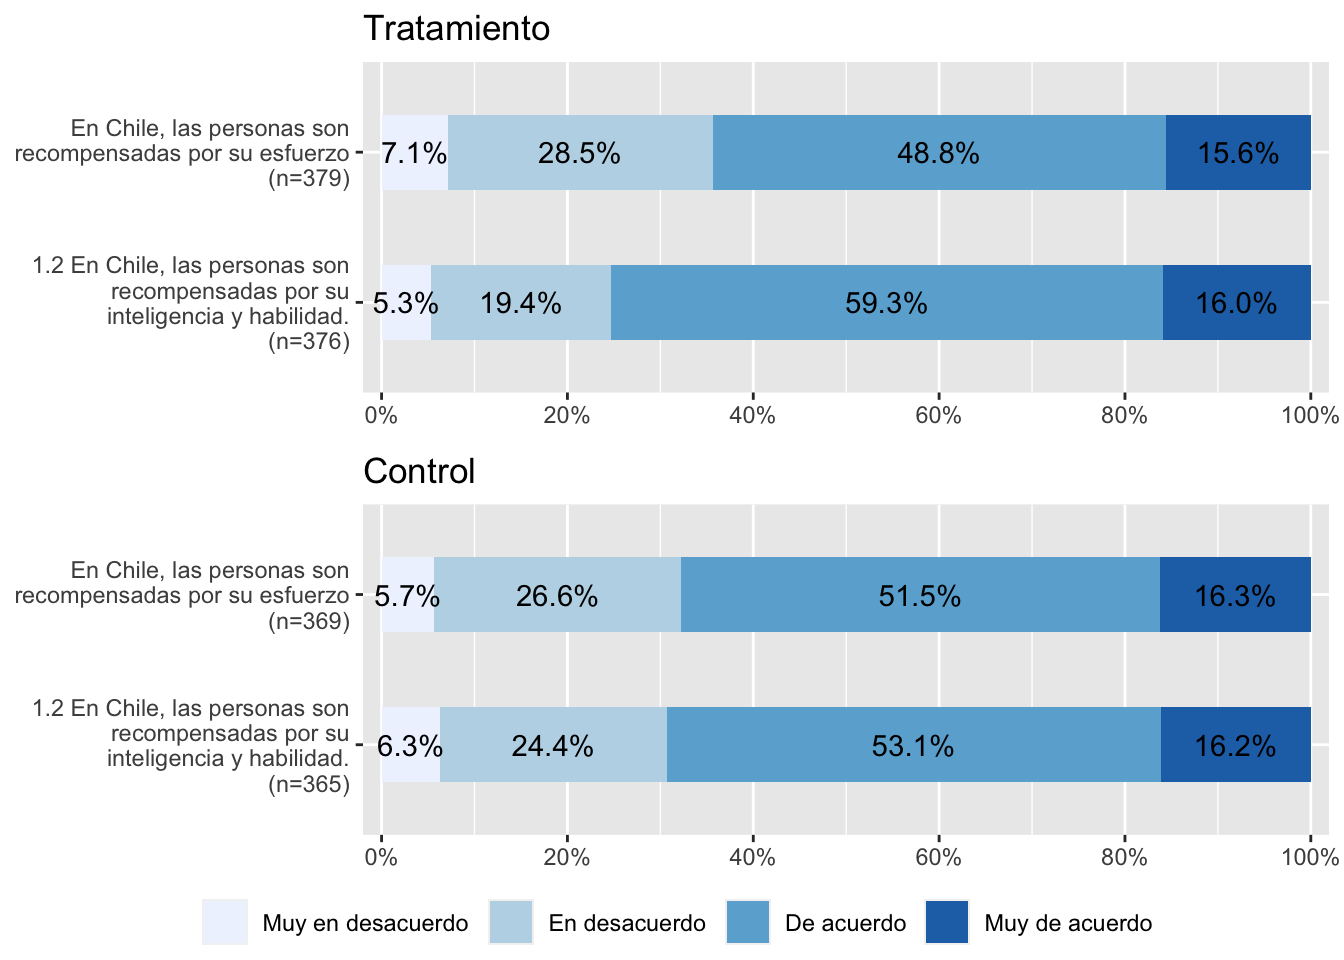 Tratamiento
En Chile, las personas son
recompensadas por su esfuerzo
(n=379)
7.1% 28.5% 48.8% 15.6%
1.2 En Chile, las personas son
recompensadas por su
inteligencia y habilidad.
(n=376)
5.3% 19.4% 59.3% 16.0%
0% 20% 40% 60% 80% 100%
Control
En Chile, las personas son
recompensadas por su esfuerzo
(n=369)
5.7% 26.6% 51.5% 16.3%
1.2 En Chile, las personas son
recompensadas por su
inteligencia y habilidad.
(n=365)
6.3% 24.4% 53.1% 16.2%
0% 20% 40% 60% 80% 100%
Muy en desacuerdo En desacuerdo De acuerdo Muy de acuerdo